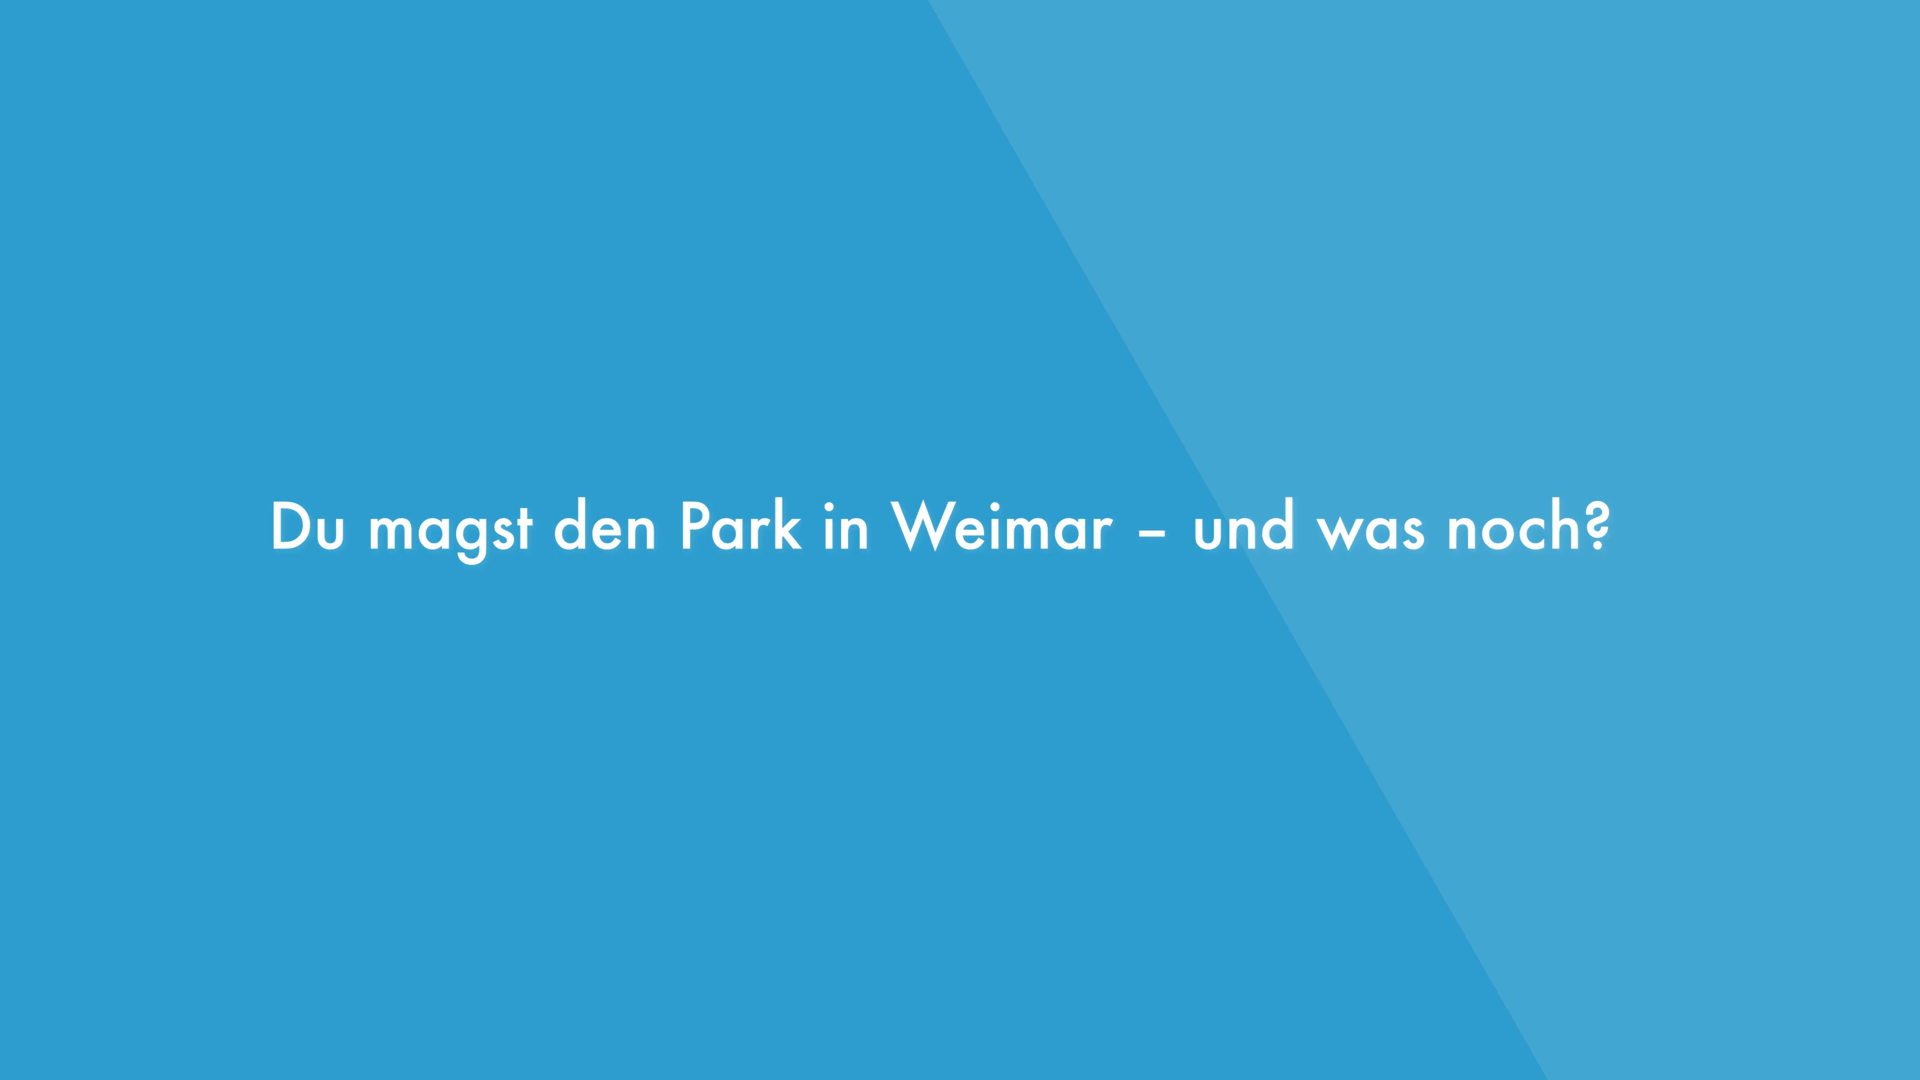 Du magst den Park in Weimar – und was noch?